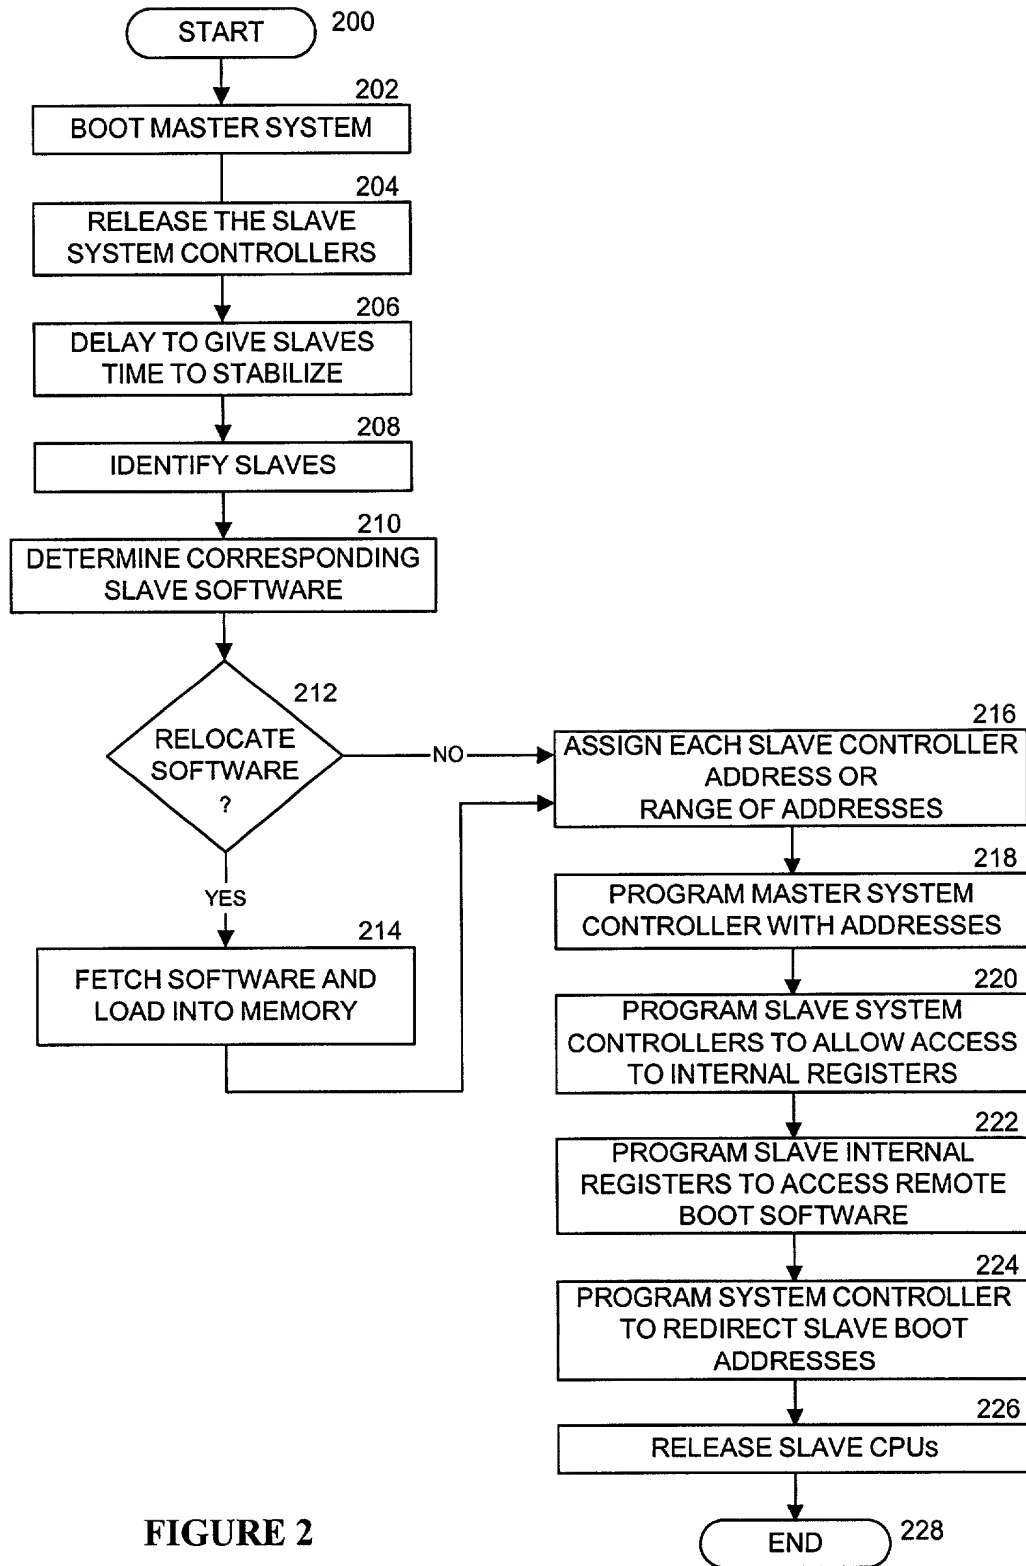 START
200
202
BOOT MASTER SYSTEM
204
RELEASE THE SLAVE
SYSTEM CONTROLLERS
206
DELAY TO GIVE SLAVES
TIME TO STABILIZE
208
IDENTIFY SLAVES
210
DETERMINE CORRESPONDING
SLAVE SOFTWARE
212
RELOCATE
SOFTWARE
?
NO
YES
214
FETCH SOFTWARE AND
LOAD INTO MEMORY
216
ASSIGN EACH SLAVE CONTROLLER
ADDRESS OR
RANGE OF ADDRESSES
218
PROGRAM MASTER SYSTEM
CONTROLLER WITH ADDRESSES
220
PROGRAM SLAVE SYSTEM
CONTROLLERS TO ALLOW ACCESS
TO INTERNAL REGISTERS
222
PROGRAM SLAVE INTERNAL
REGISTERS TO ACCESS REMOTE
BOOT SOFTWARE
224
PROGRAM SYSTEM CONTROLLER
TO REDIRECT SLAVE BOOT
ADDRESSES
226
RELEASE SLAVE CPUs
END
228
FIGURE 2